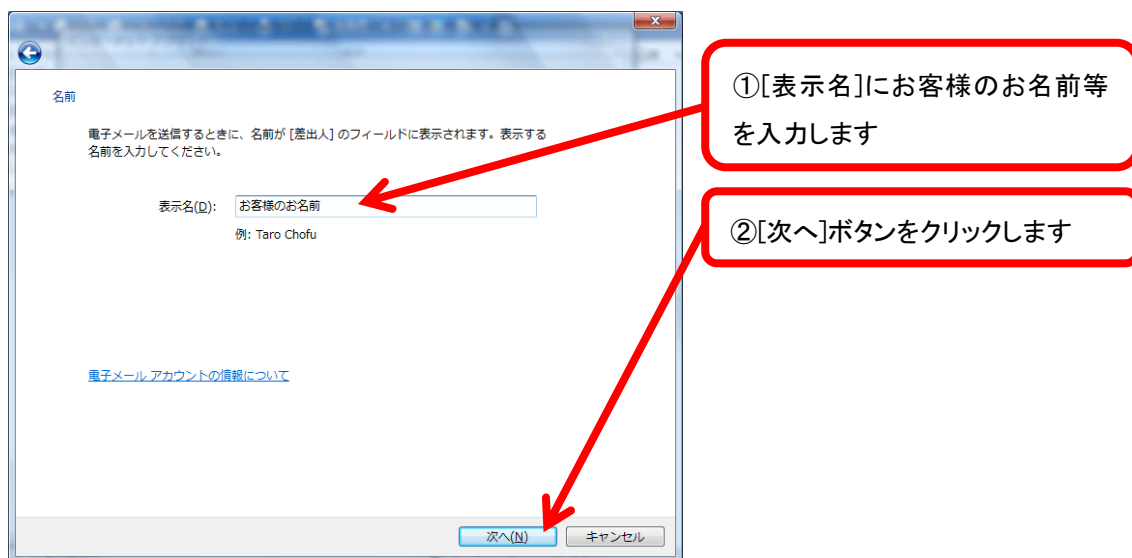 名前
電子メールを送信するときに、名前が [差出人] のフィールドに表示されます。表示する
名前を入力してください。
表示名(D):
お客様のお名前
例: Taro Chofu
電子メール アカウントの情報について
次へ(N)
キャンセル
①[表示名]にお客様のお名前等
を入力します
②[次へ]ボタンをクリックします